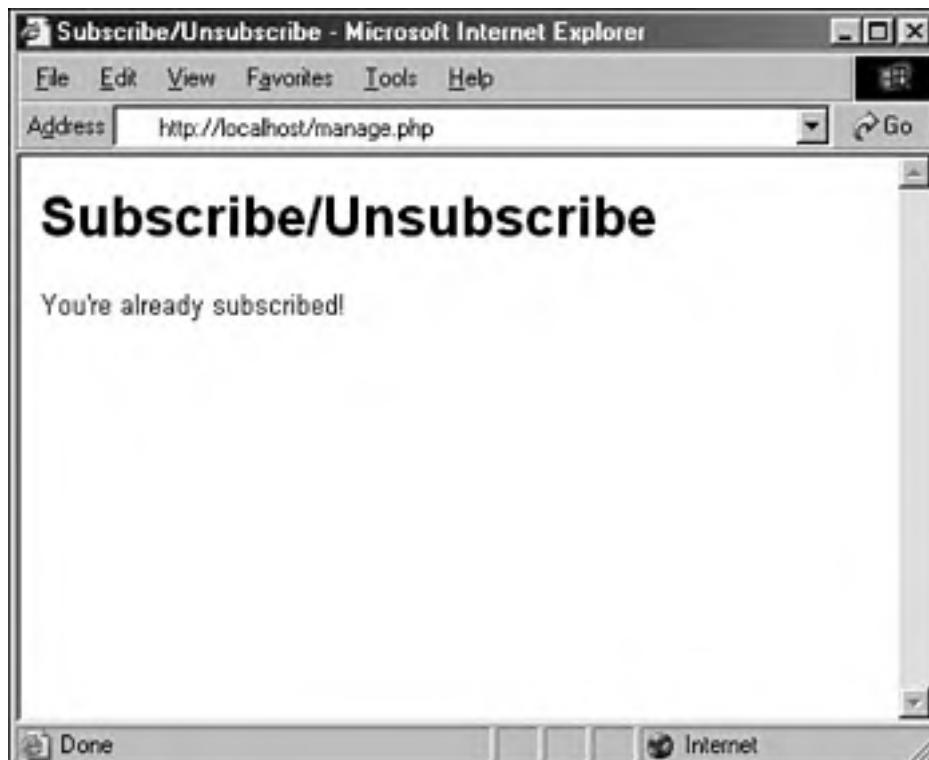 Subscribe/Unsubscribe - Microsoft Internet Explorer
File Edit View Favorites Tools Help
Address http://localhost/manage.php Go
Subscribe/Unsubscribe
You're already subscribed!
Done Internet